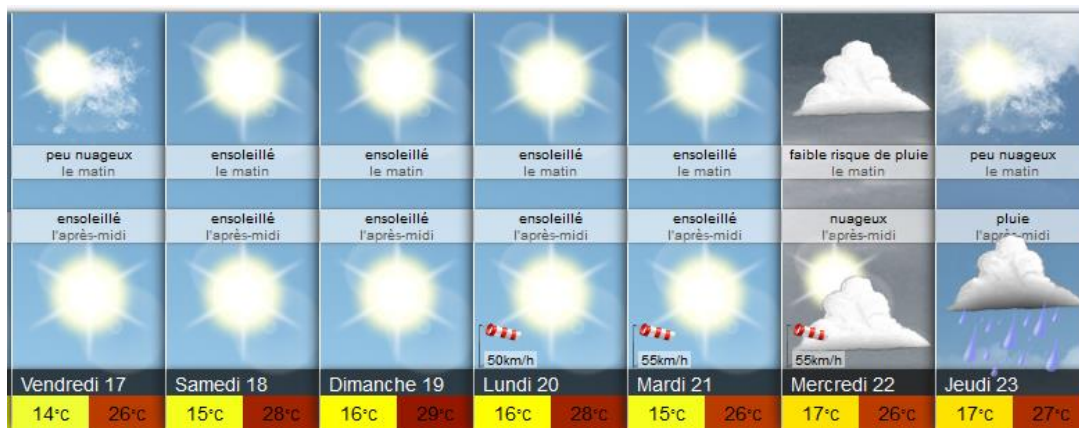 peu nuageux
le matin
ensoleillé
le matin
ensoleillé
le matin
ensoleillé
le matin
ensoleillé
le matin
faible risque de pluie
le matin
peu nuageux
le matin
ensoleillé
l'après-midi
ensoleillé
l'après-midi
ensoleillé
l'après-midi
ensoleillé
l'après-midi
ensoleillé
l'après-midi
nuageux
l'après-midi
pluie
l'après-midi
50km/h
55km/h
55km/h
Vendredi 17
Samedi 18
Dimanche 19
Lundi 20
Mardi 21
Mercredi 22
Jeudi 23
14°C 26°C
15°C 28°C
16°C 29°C
16°C 28°C
15°C 26°C
17°C 26°C
17°C 27°C